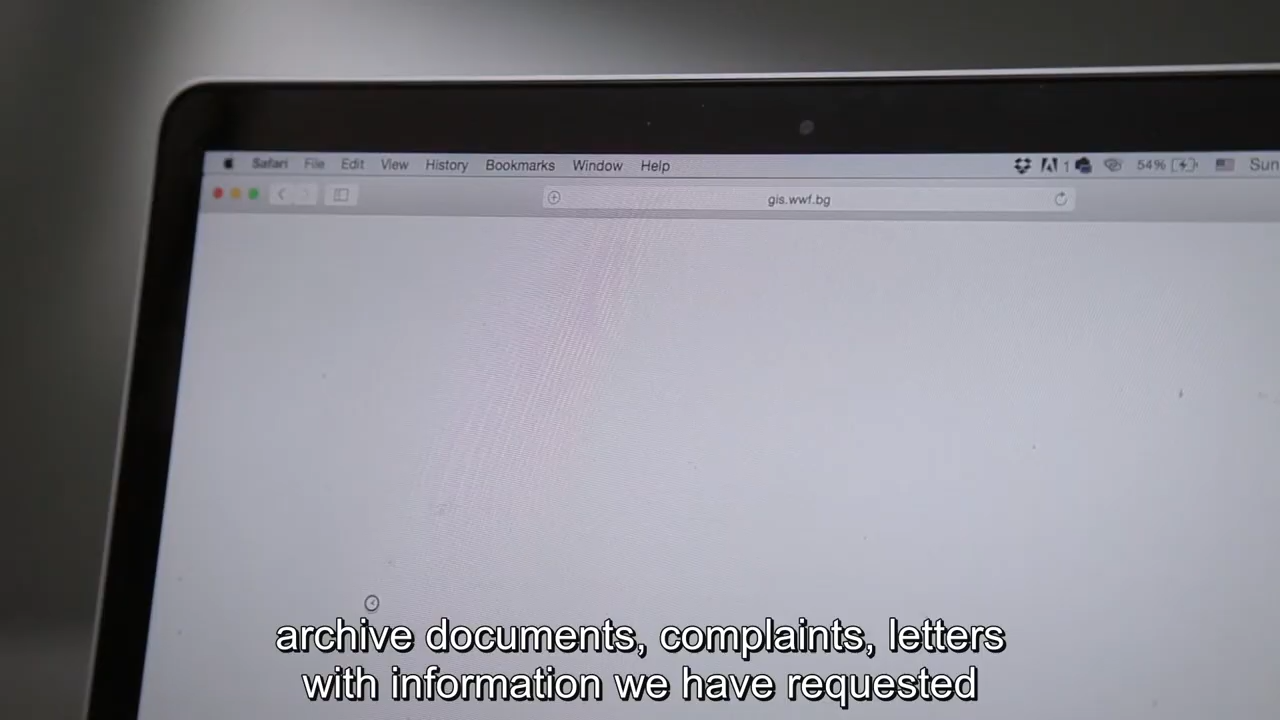 Safari File Edit View History Bookmarks Window Help 1 54% Sun
gis.wwf.bg
archive documents, complaints, letters
with information we have requested